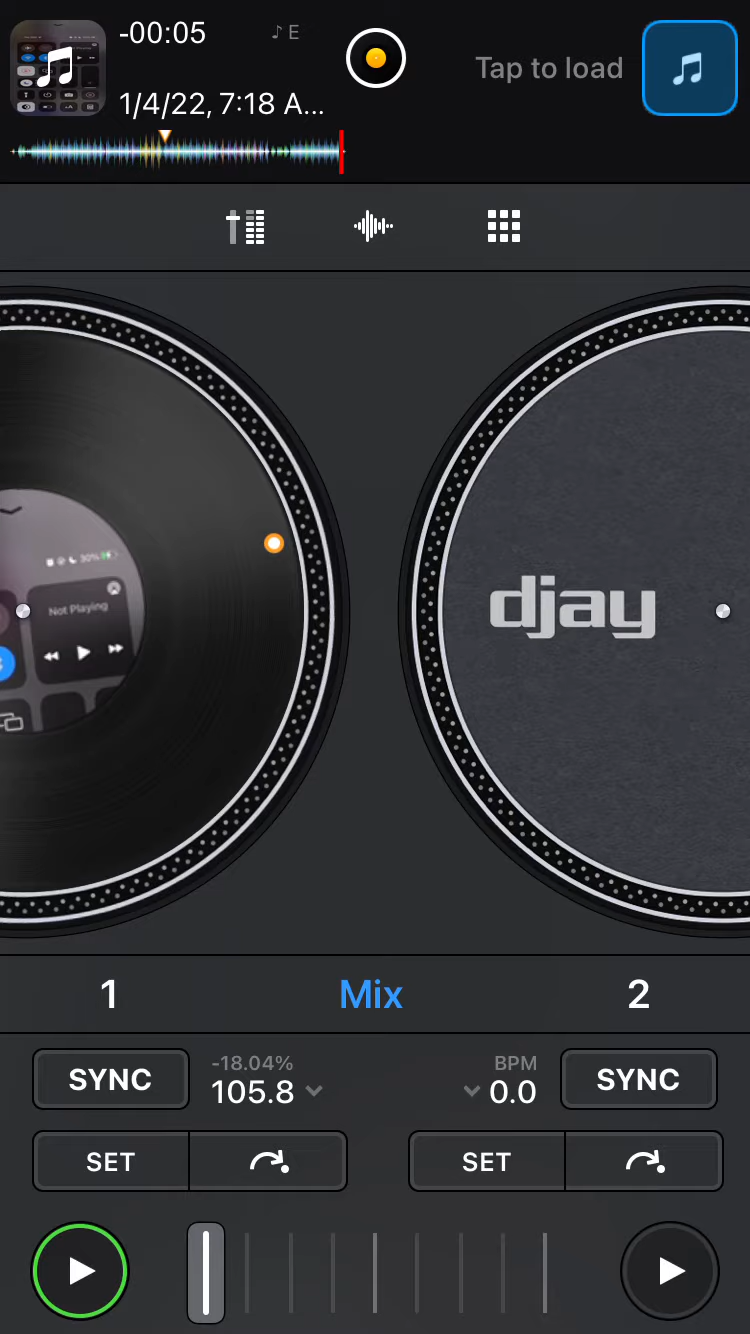 -00:05
E
Tap to load
1/4/22, 7:18 A...
30%
Not Playing
djay
1 Mix 2
SYNC -18.04% BPM SYNC
105.8 0.0
SET SET